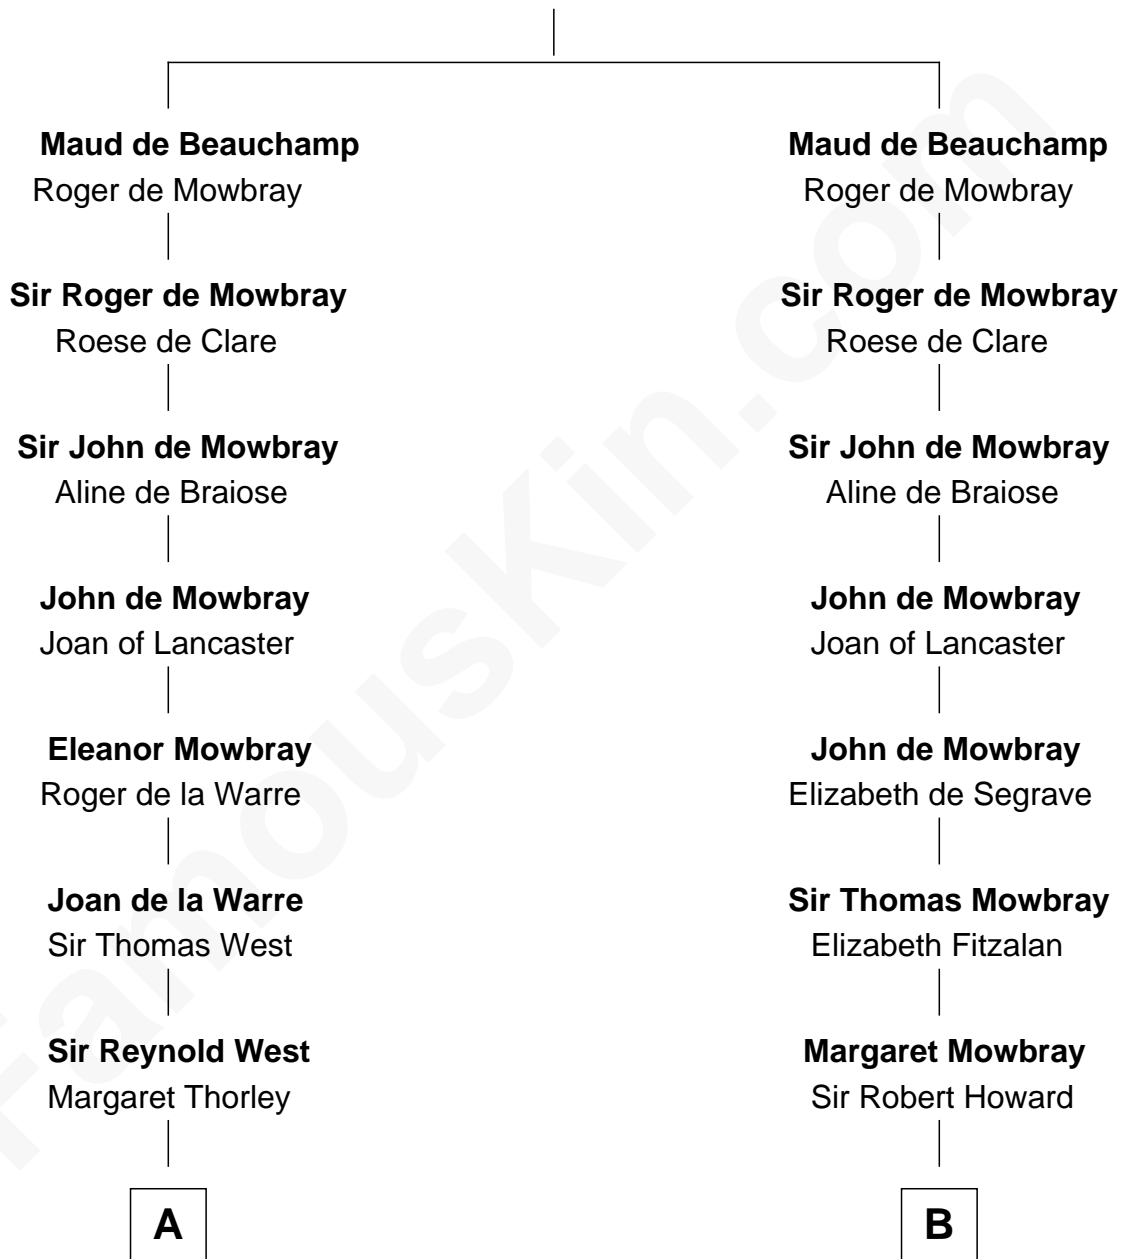 Maud de Beauchamp
Roger de Mowbray
Sir Roger de Mowbray
Roese de Clare
Sir John de Mowbray
Aline de Braiose
John de Mowbray
Joan of Lancaster
Eleanor Mowbray
Roger de la Warre
Joan de la Warre
Sir Thomas West
Sir Reynold West
Margaret Thorley
A
Maud de Beauchamp
Roger de Mowbray
Sir Roger de Mowbray
Roese de Clare
Sir John de Mowbray
Aline de Braiose
John de Mowbray
Joan of Lancaster
John de Mowbray
Elizabeth de Segrave
Sir Thomas Mowbray
Elizabeth Fitzalan
Margaret Mowbray
Sir Robert Howard
B
FamousKin.com